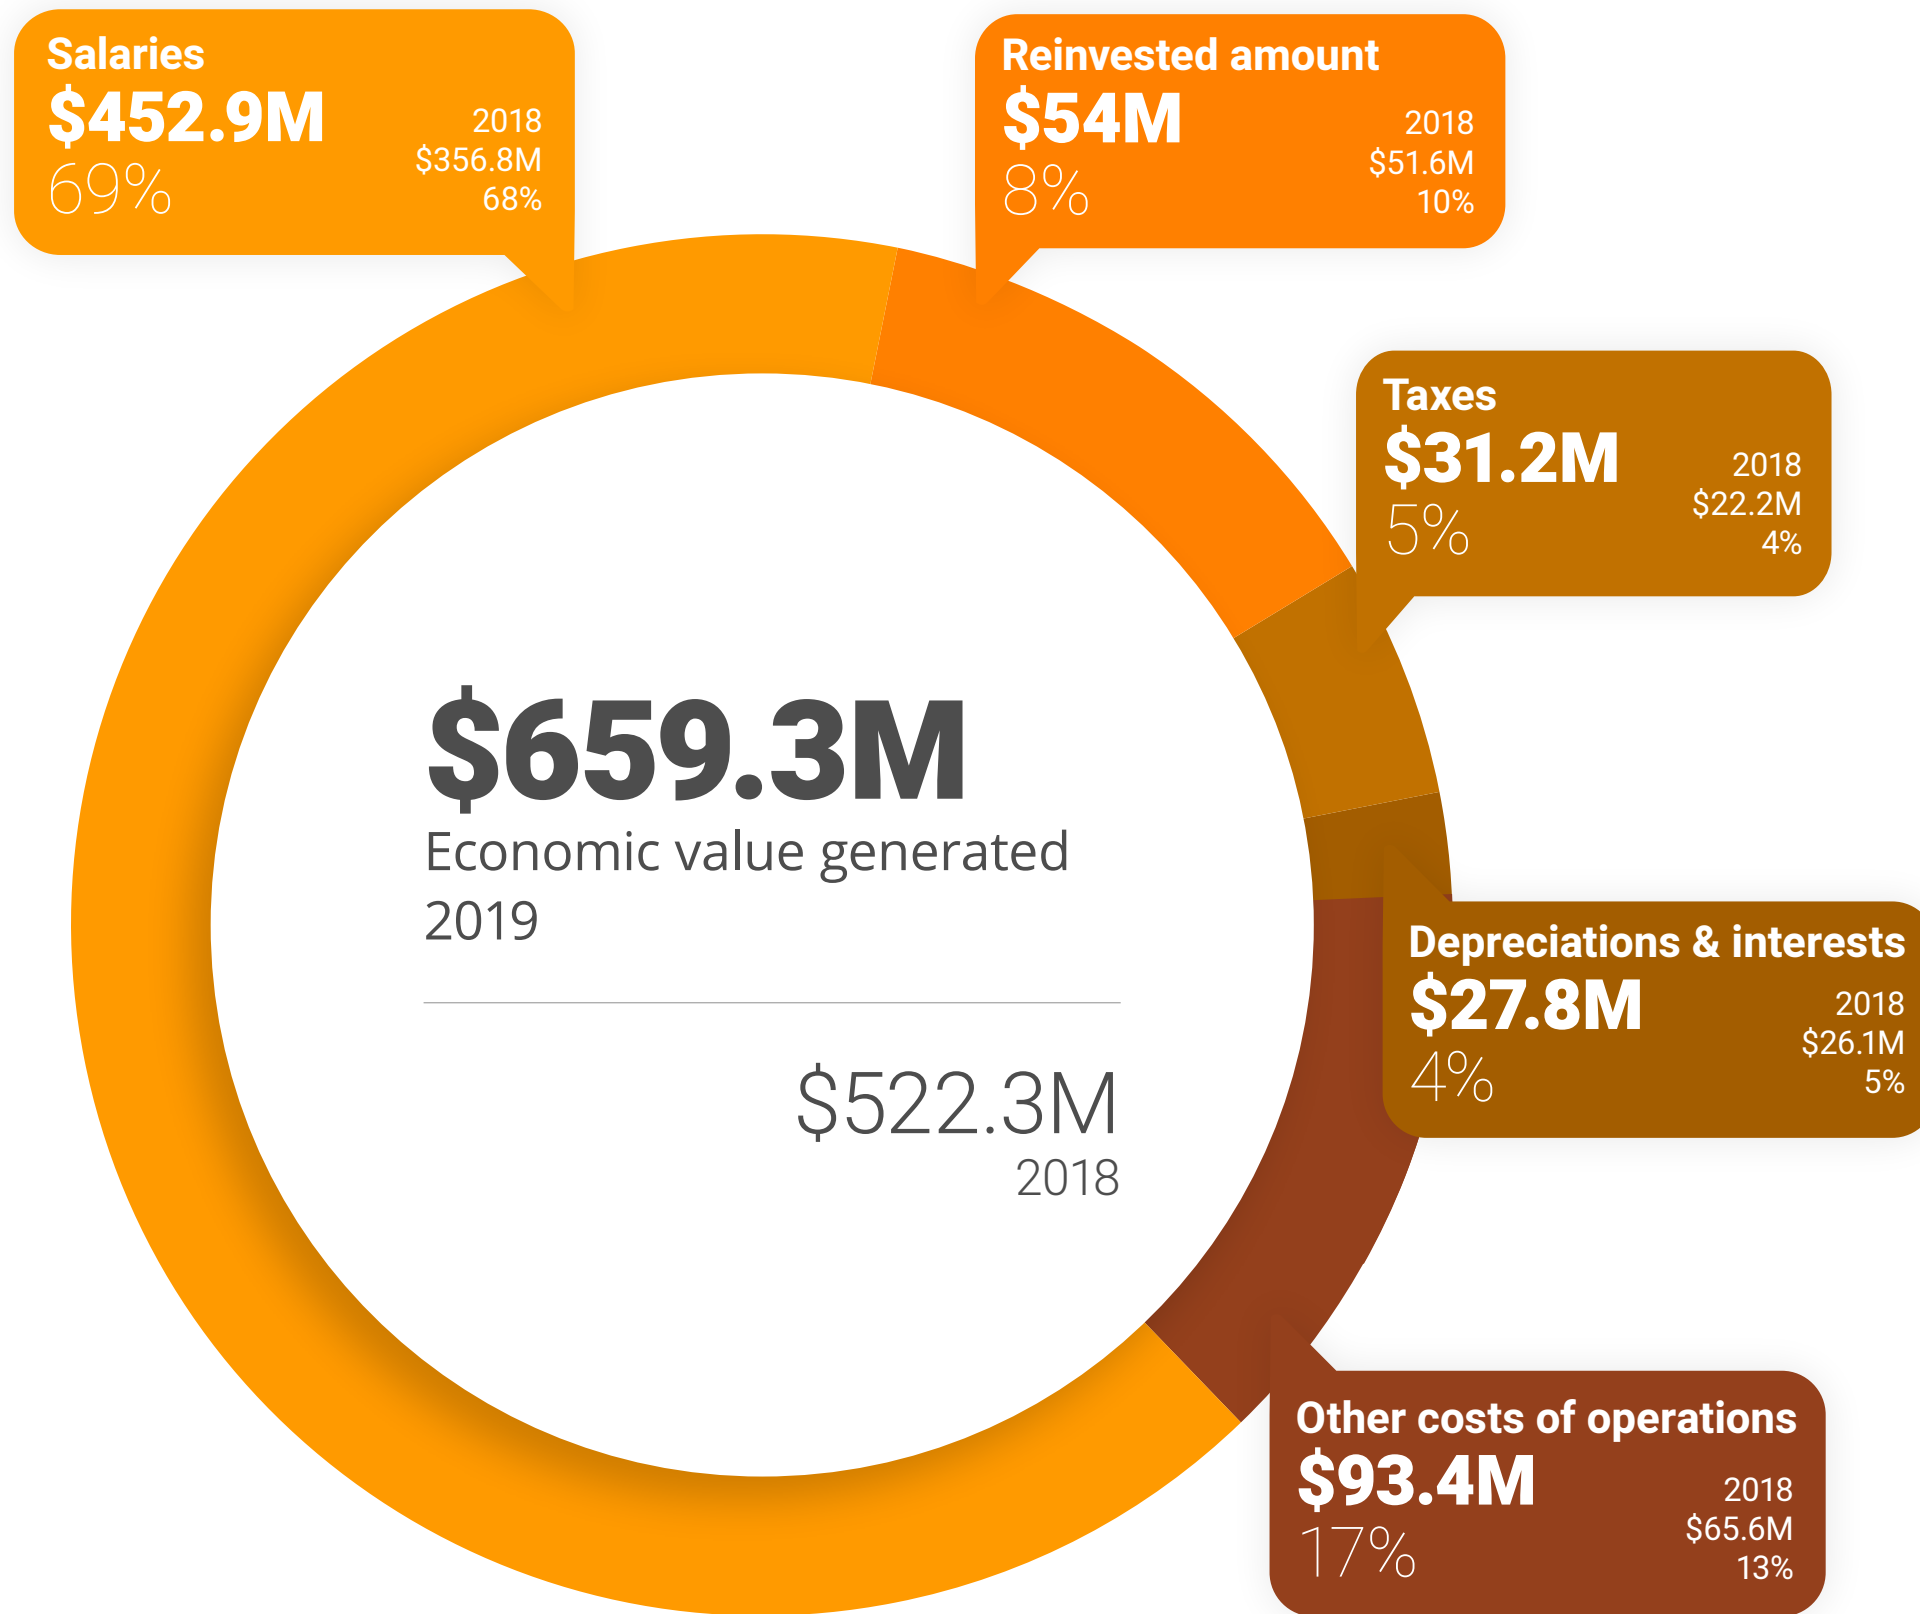 Salaries
$452.9M
69%
2018
$356.8M
68%
Reinvested amount
$54M
8%
2018
$51.6M
10%
Taxes
$31.2M
5%
2018
$22.2M
4%
$659.3M
Economic value generated
2019
$522.3M
2018
Depreciations & interests
$27.8M
4%
2018
$26.1M
5%
Other costs of operations
$93.4M
17%
2018
$65.6M
13%